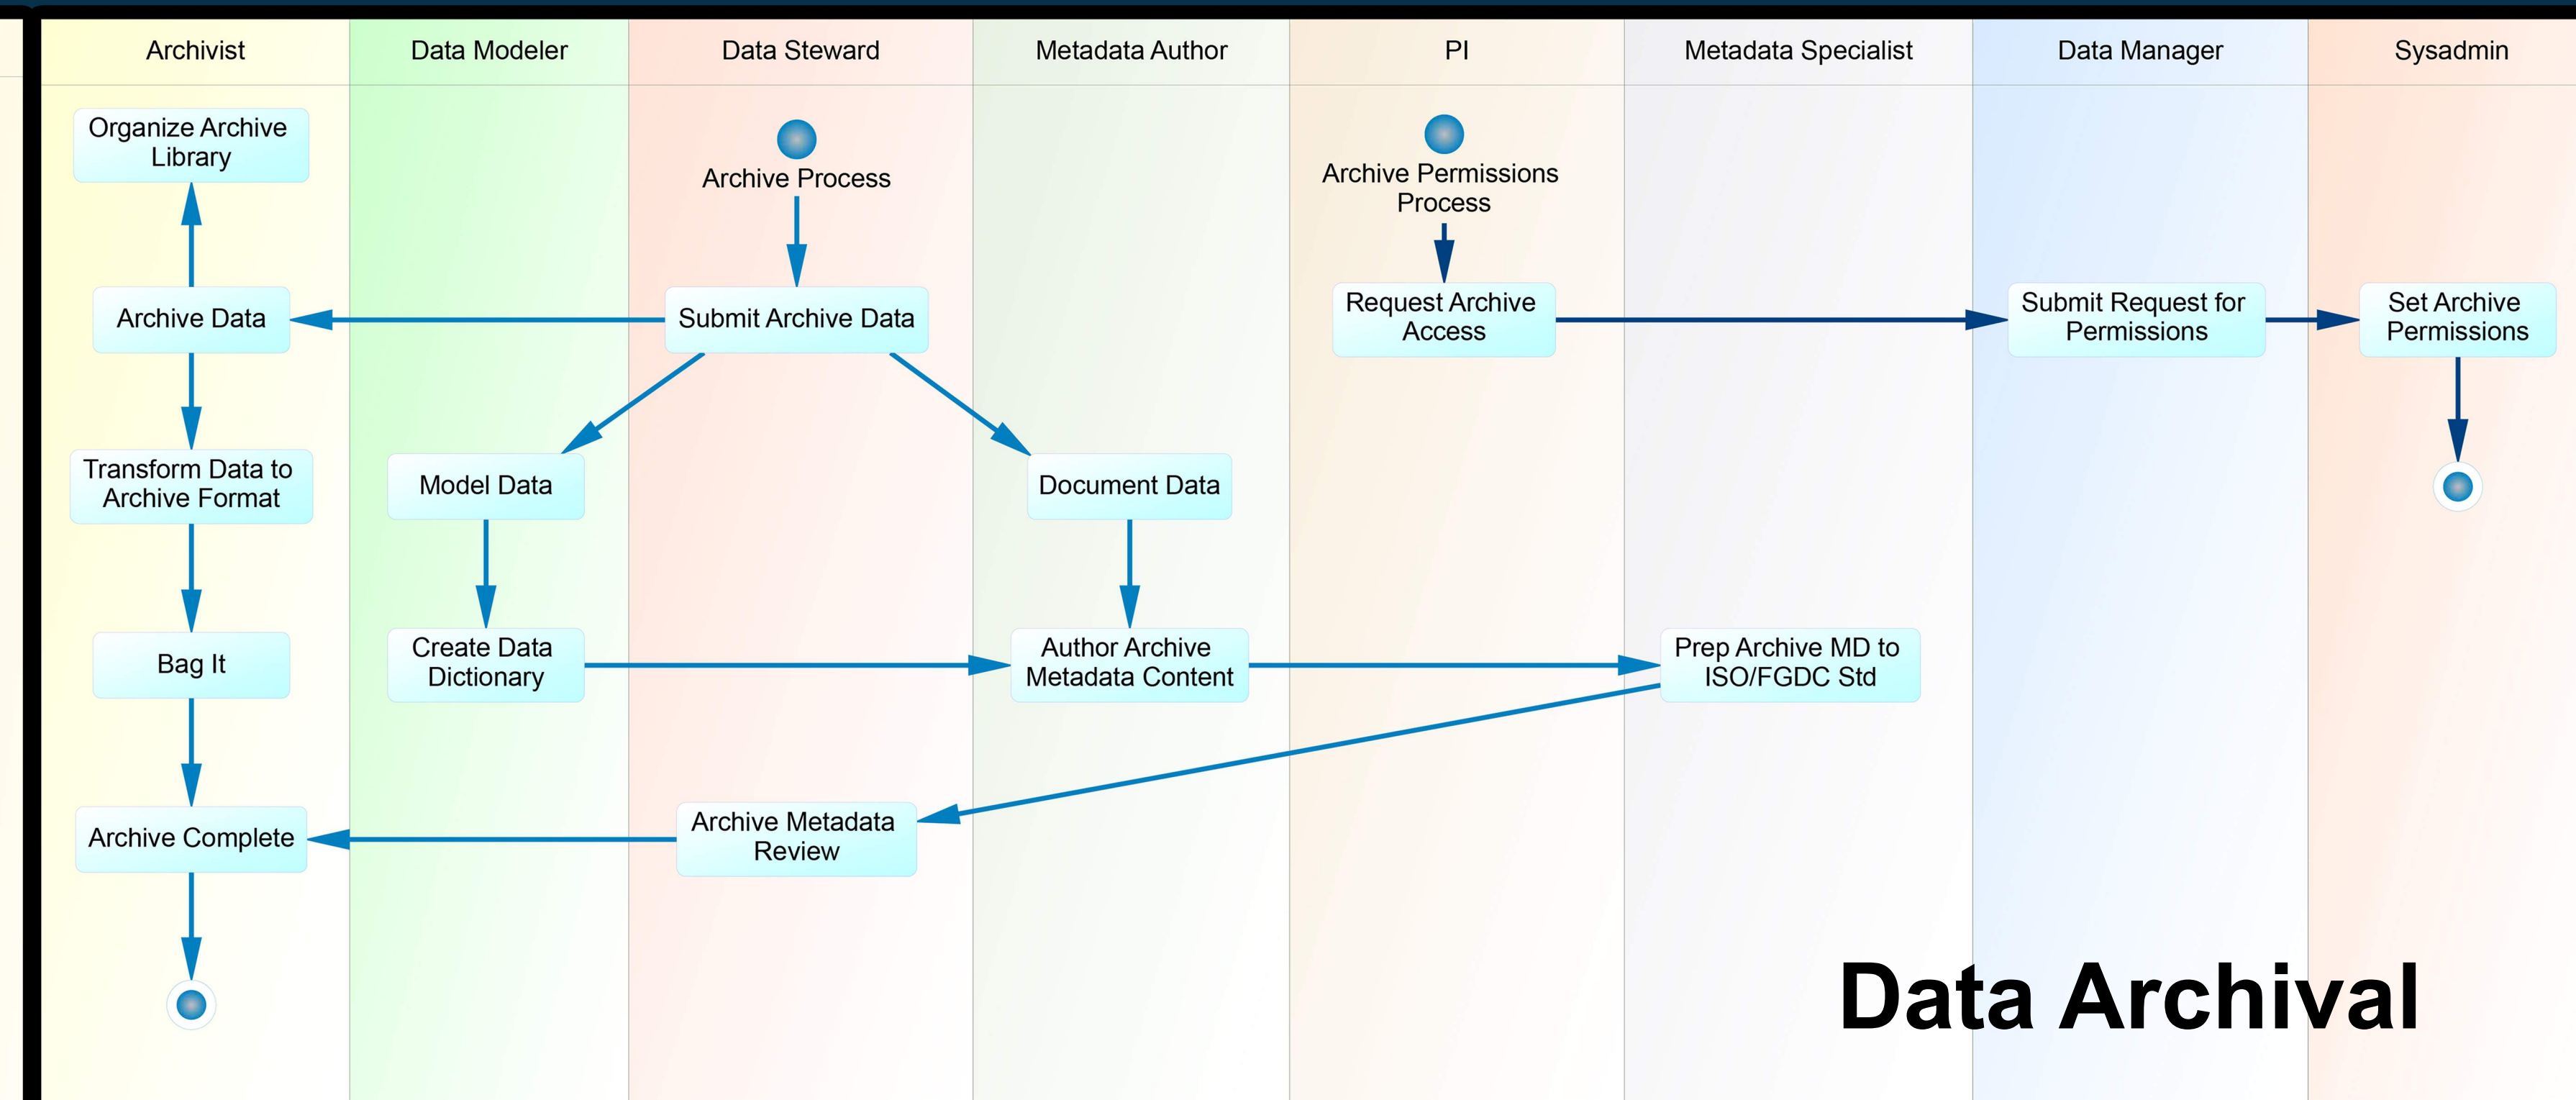 Archivist
Data Modeler
Data Steward
Metadata Author
PI
Metadata Specialist
Data Manager
Sysadmin
Organize Archive
Library
Archive Process
Archive Permissions
Process
Archive Data
Submit Archive Data
Request Archive
Access
Submit Request for
Permissions
Set Archive
Permissions
Transform Data to
Archive Format
Model Data
Document Data
Bag It
Create Data
Dictionary
Author Archive
Metadata Content
Prep Archive MD to
ISO/FGDC Std
Archive Complete
Archive Metadata
Review
Data Archival